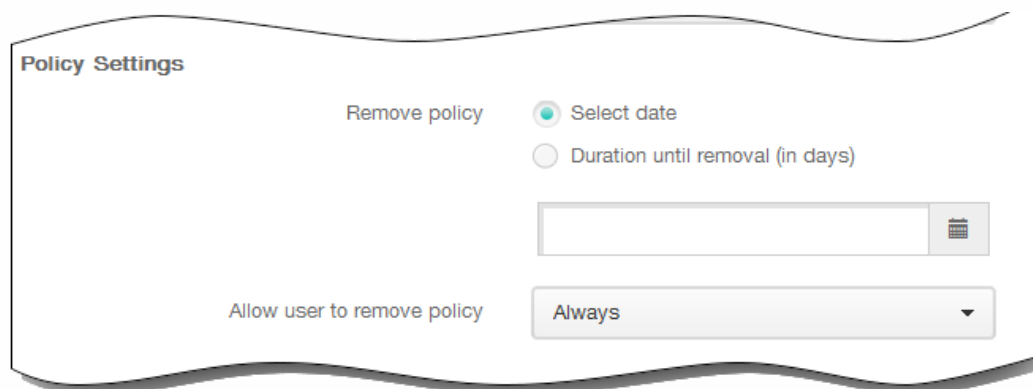 Policy Settings
Remove policy
Select date
Duration until removal (in days)
Allow user to remove policy
Always